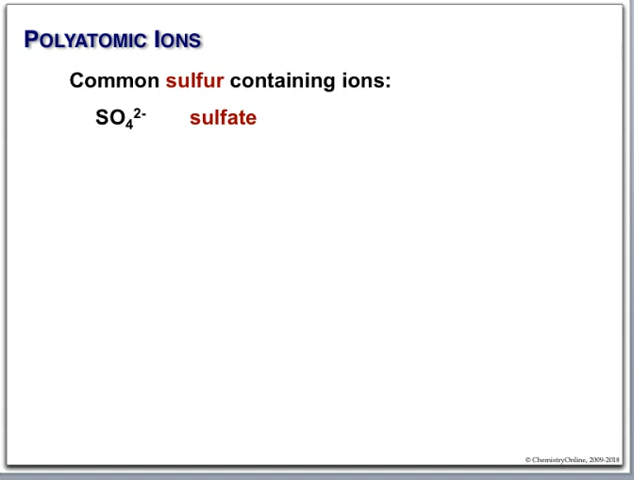 POLYATOMIC IONS
Common sulfur containing ions:
SO₄²⁻ sulfate
© ChemistryOnline, 2009-2018